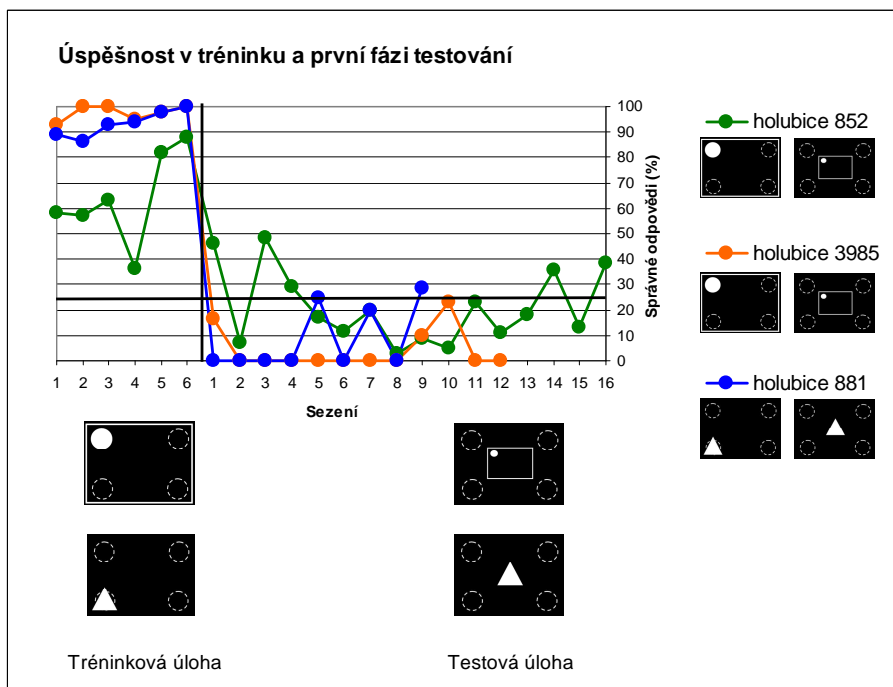 Úspěšnost v tréninku a první fázi testování
100
90
80
70
60
50
40
30
20
10
0
Správné odpovědi (%)
1 2 3 4 5 6 1 2 3 4 5 6 7 8 9 10 11 12 13 14 15 16
Sezení
holubice 852
holubice 3985
holubice 881
Tréninková úloha
Testová úloha